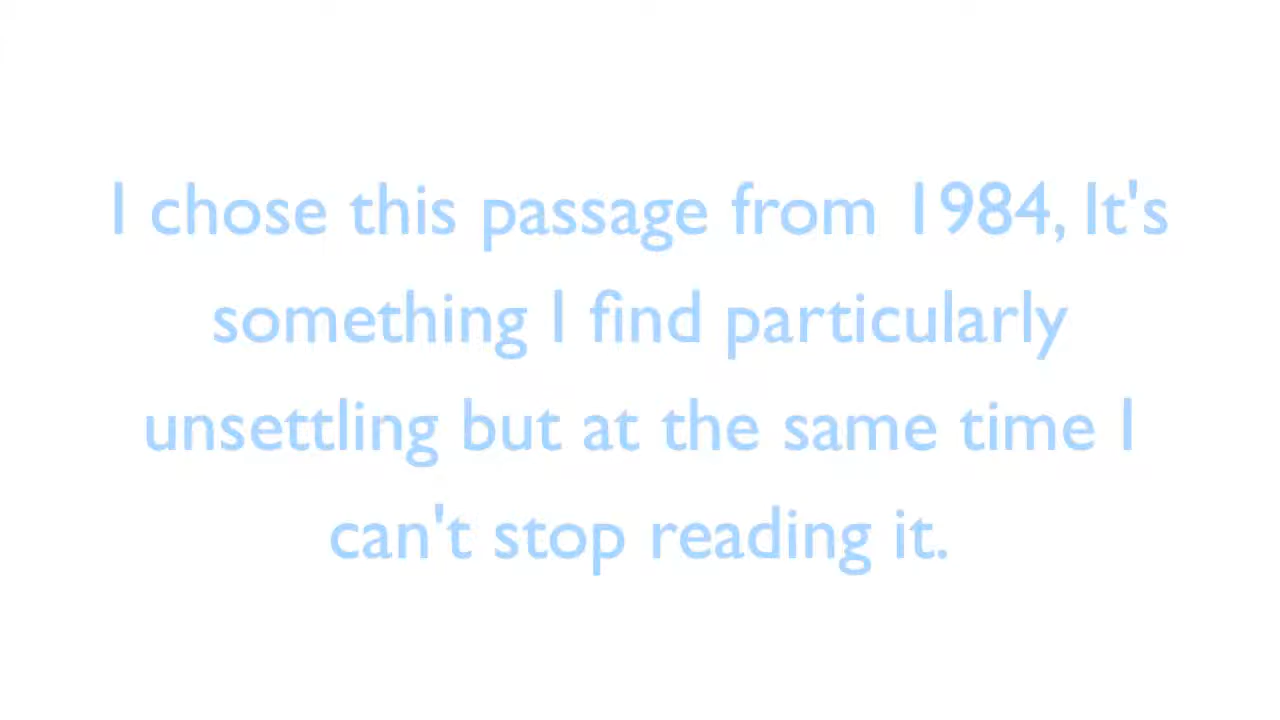 I chose this passage from 1984, It's
something I find particularly
unsettling but at the same time I
can't stop reading it.